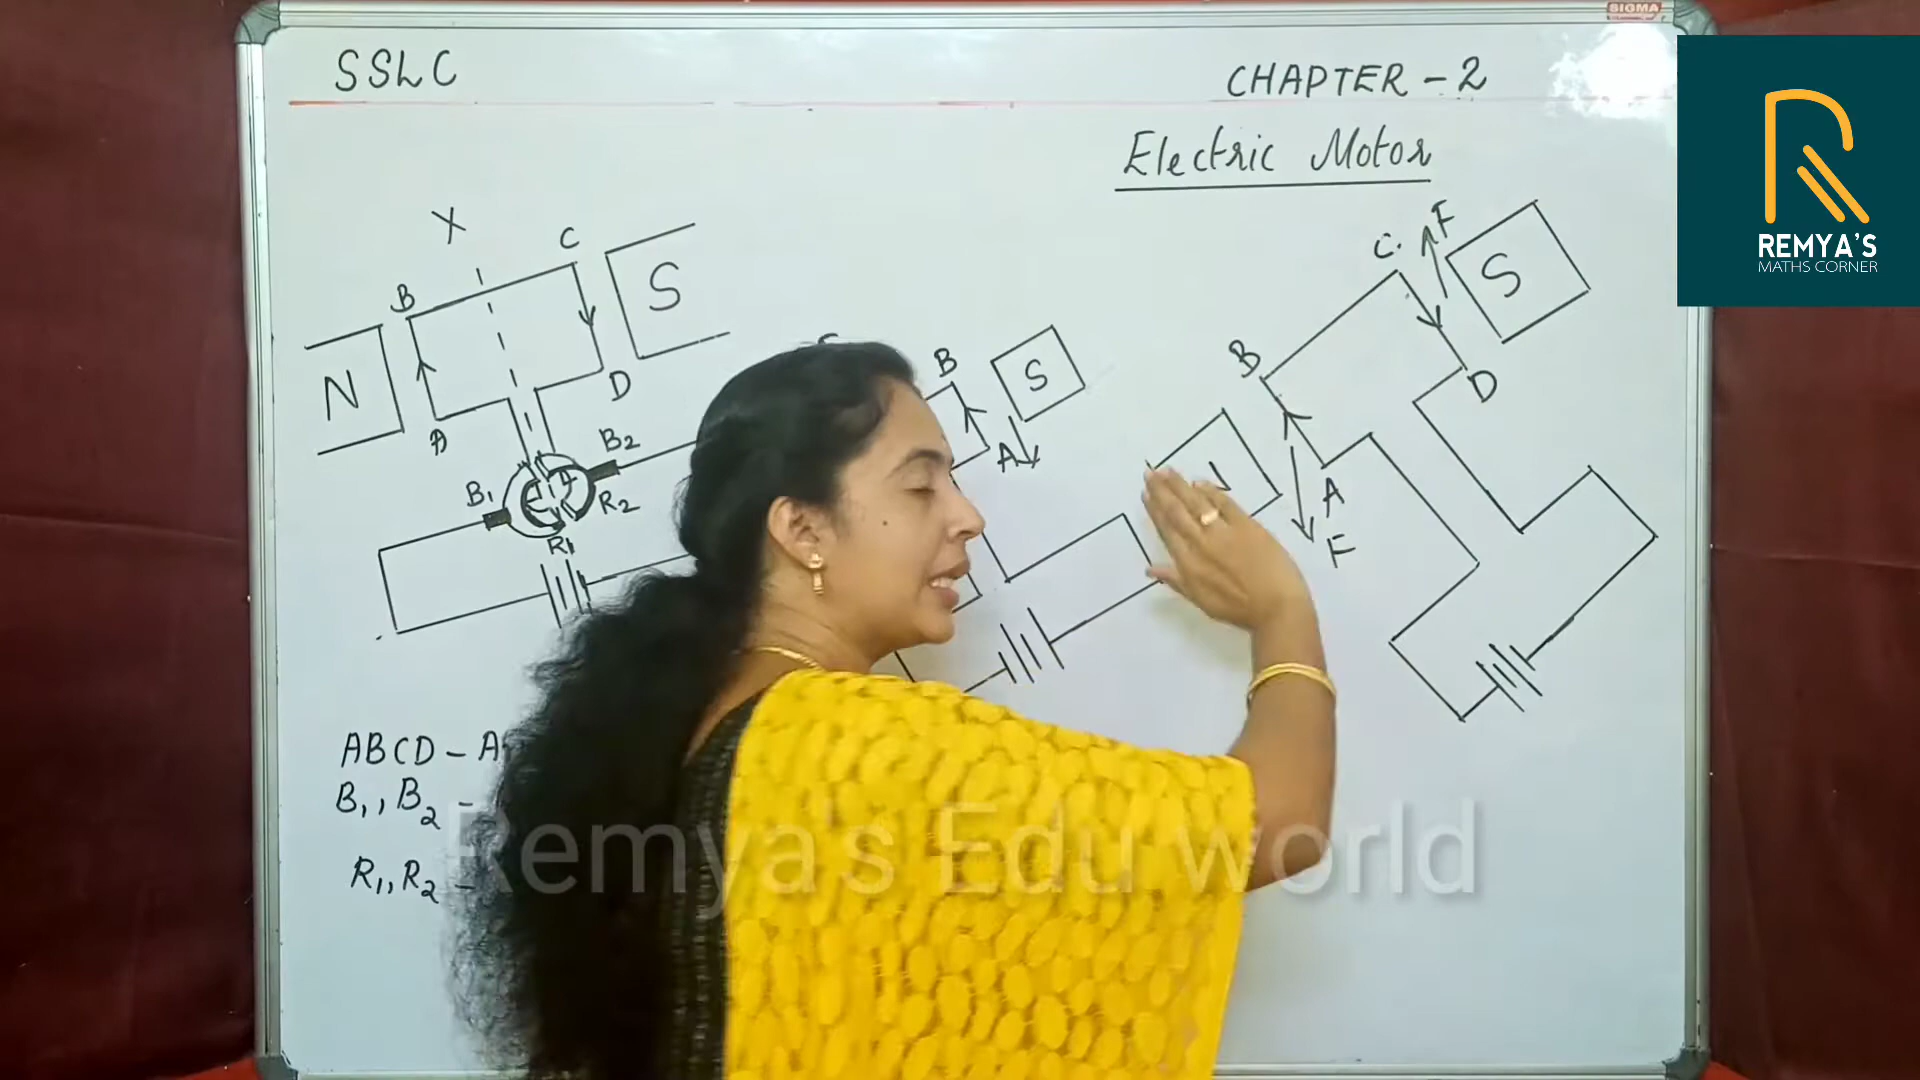 SIGMA
SSLC
CHAPTER - 2
Electric Motor
REMYA'S
MATHS CORNER
X
B
C
N
S
A
D
B1
B2
R1
R2
B
S
A
C
F
S
B
D
A
F
ABCD - A
B1, B2 -
R1, R2 -
Remya's Edu world